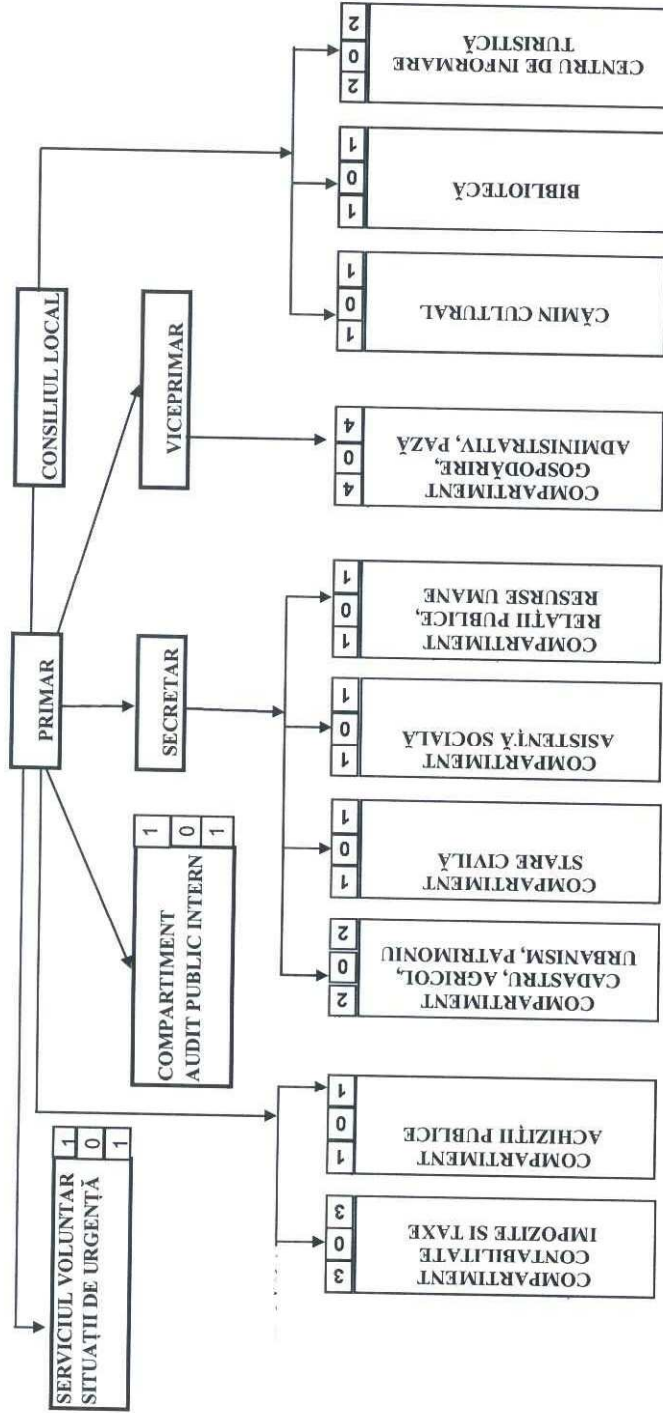 CONSILIUL LOCAL
PRIMAR
VICEPRIMAR
SECRETAR
SERVICIUL VOLUNTAR
SITUAȚII DE URGENȚĂ
1
0
1
COMPARTIMENT
AUDIT PUBLIC INTERN
1
0
1
3 0 3
COMPARTIMENT
CONTABILITATE
IMPOZITE SI TAXE
1 0 1
COMPARTIMENT
ACHIZIȚII PUBLICE
2 0 2
COMPARTIMENT
CADASTRU, AGRICOL,
URBANISM, PATRIMONIU
1 0 1
COMPARTIMENT
STARE CIVILĂ
1 0 1
COMPARTIMENT
ASISTENȚĂ SOCIALĂ
1 0 1
COMPARTIMENT
RELAȚII PUBLICE,
RESURSE UMANE
4 0 4
COMPARTIMENT
GOSPODĂRIRE,
ADMINISTRATIV, PAZĂ
1 0 1
CĂMIN CULTURAL
1 0 1
BIBLIOTECĂ
2 0 2
CENTRU DE INFORMARE
TURISTICĂ